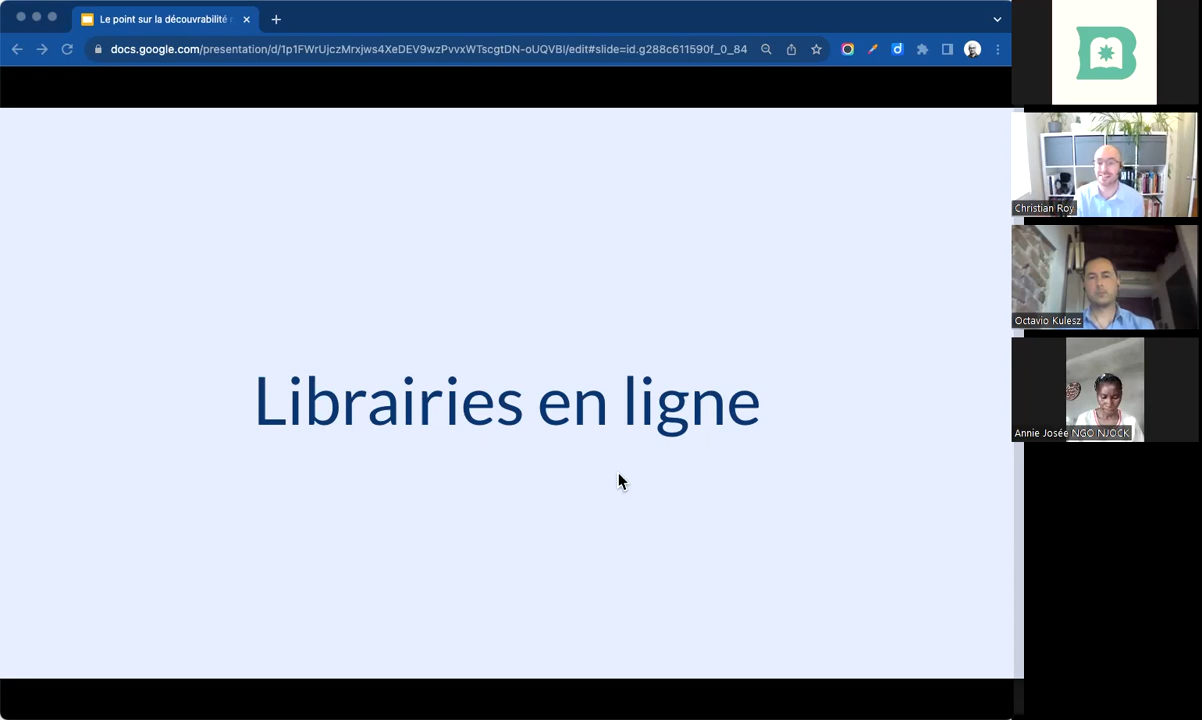 Le point sur la découvrabilité
docs.google.com/presentation/d/1p1FWrUjczMrxjws4XeDEV9wzPvvxWTscgtDN-oUQVBI/edit#slide=id.g288c611590f_0_84
Librairies en ligne
Christian Roy
Octavio Kulesz
Annie Josée NGO NJOCK